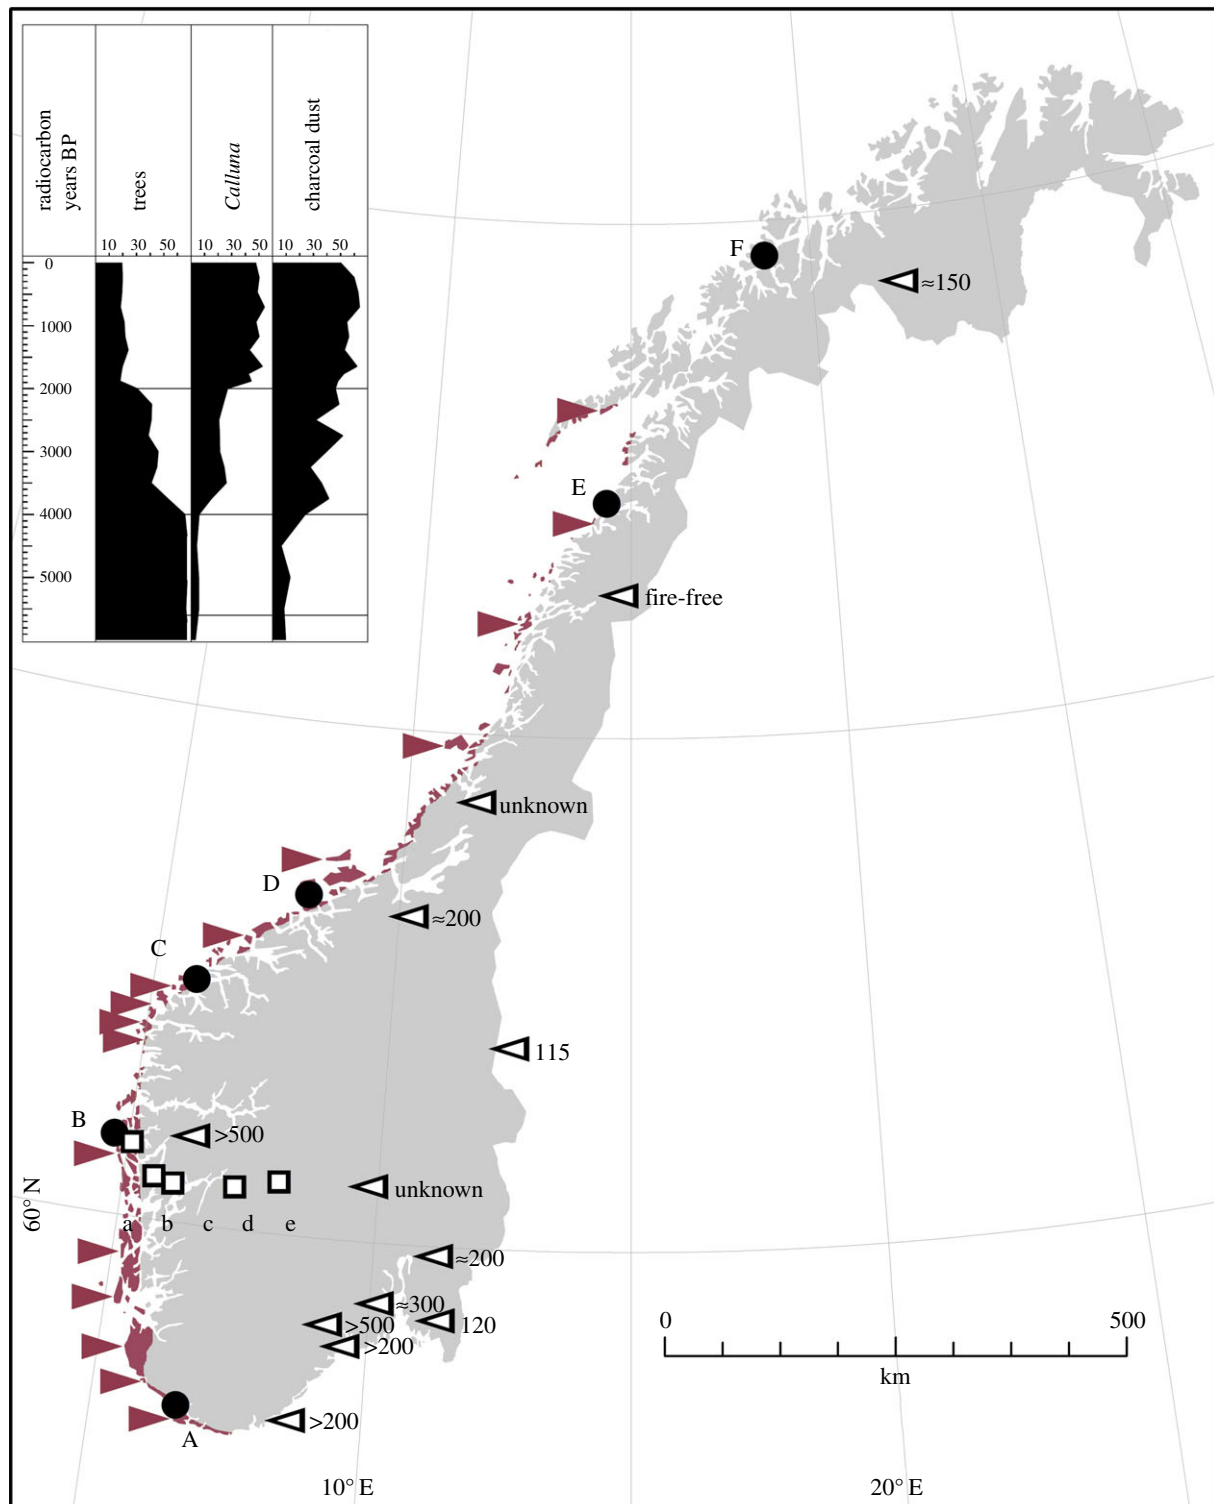 radiocarbon
years BP
trees
Calluna
charcoal dust
10 30 50
10 30 50
10 30 50
0
1000
2000
3000
4000
5000
F
≈150
E
fire-free
unknown
D
≈200
C
115
B
>500
unknown
60° N
a b c d e
≈200
≈300
>500
120
>200
0 500
km
>200
A
10° E
20° E